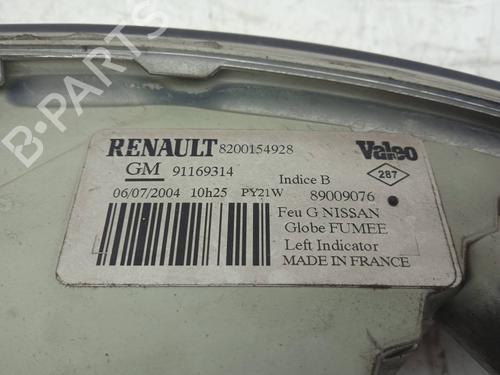 B-PARTS
RENAULT 8200154928 Valeo
GM 91169314 Indice B 287
06/07/2004 10h25 PY21W 89009076
Feu G NISSAN
Globe FUMEE
Left Indicator
MADE IN FRANCE